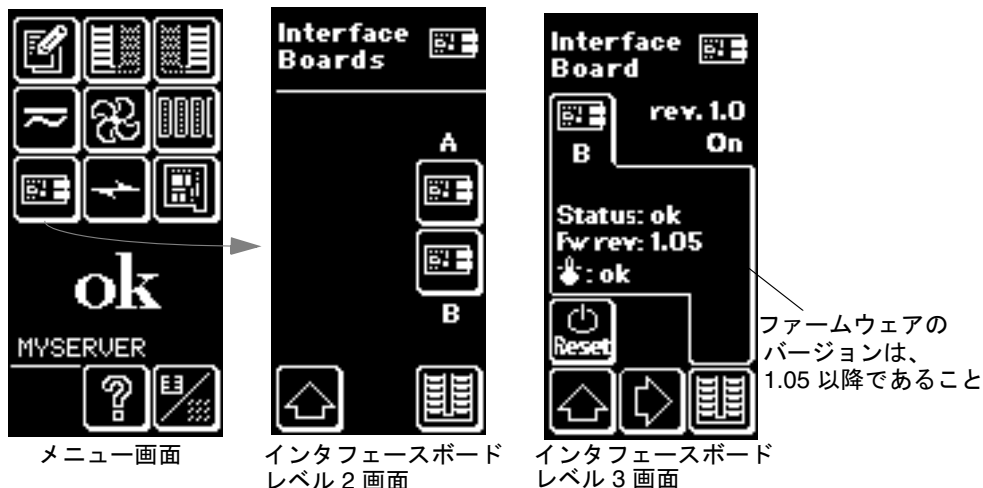 ok
MYSERVER
?
メニュー画面
Interface
Boards
A
B
インタフェースボード
レベル 2 画面
Interface
Board
B
rev. 1.0
On
Status: ok
Fw rev: 1.05
: ok
Reset
インタフェースボード
レベル 3 画面
ファームウェアの
バージョンは、
1.05 以降であること